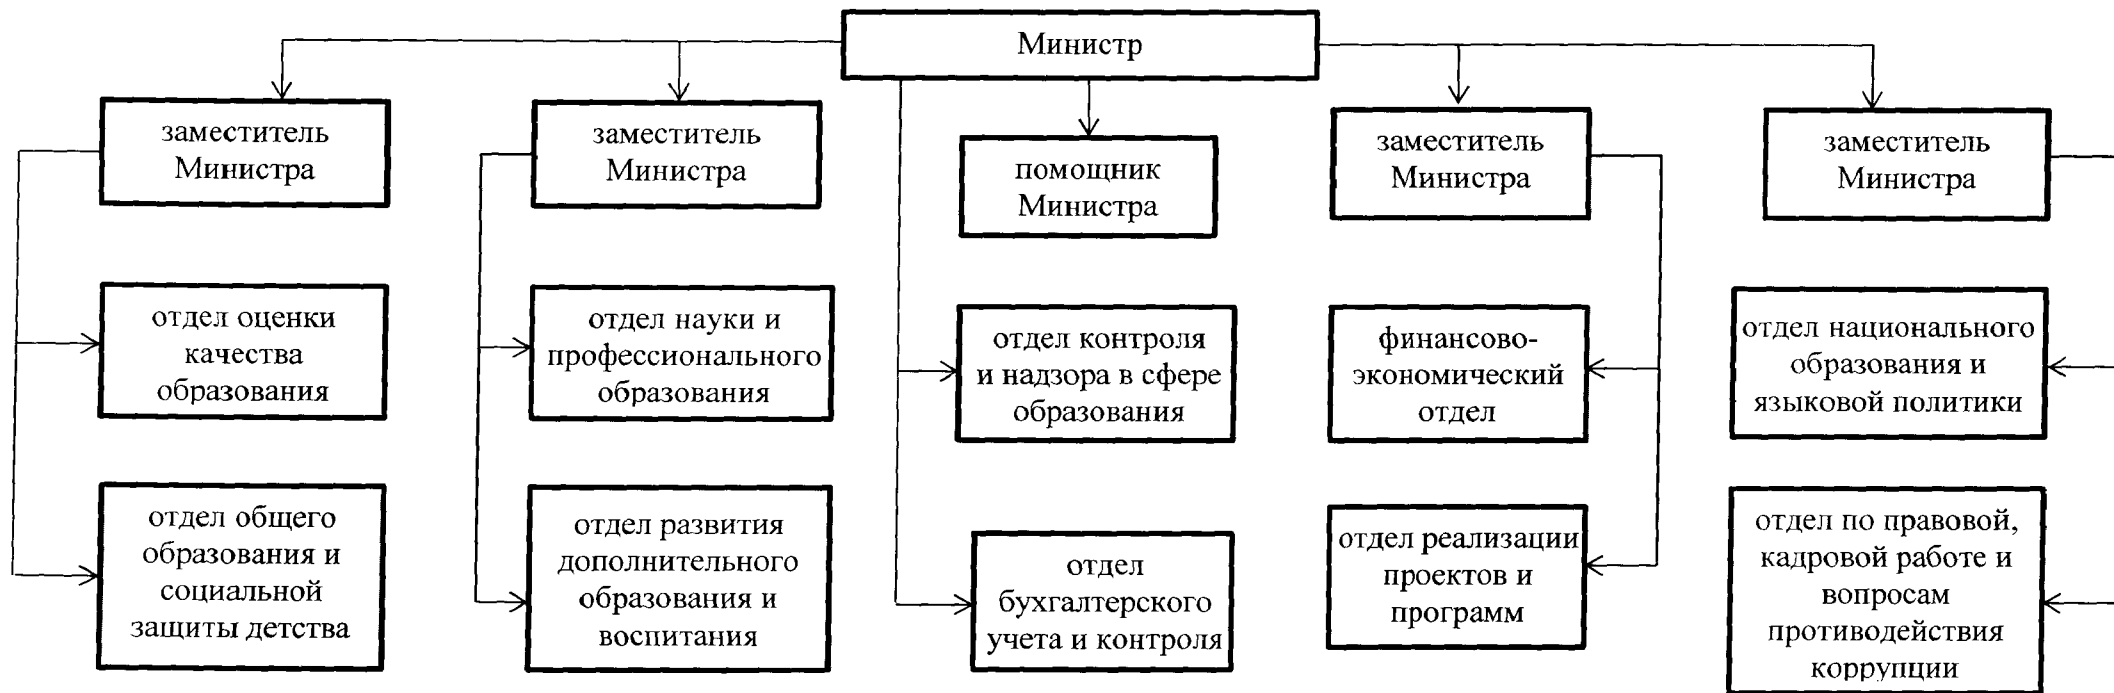 Министр
заместитель
Министра
заместитель
Министра
помощник
Министра
заместитель
Министра
заместитель
Министра
отдел оценки
качества
образования
отдел науки и
профессионального
образования
отдел контроля
и надзора в сфере
образования
финансово-
экономический
отдел
отдел национального
образования и
языковой политики
отдел общего
образования и
социальной
защиты детства
отдел развития
дополнительного
образования и
воспитания
отдел
бухгалтерского
учета и контроля
отдел реализации
проектов и
программ
отдел по правовой,
кадровой работе и
вопросам
противодействия
коррупции